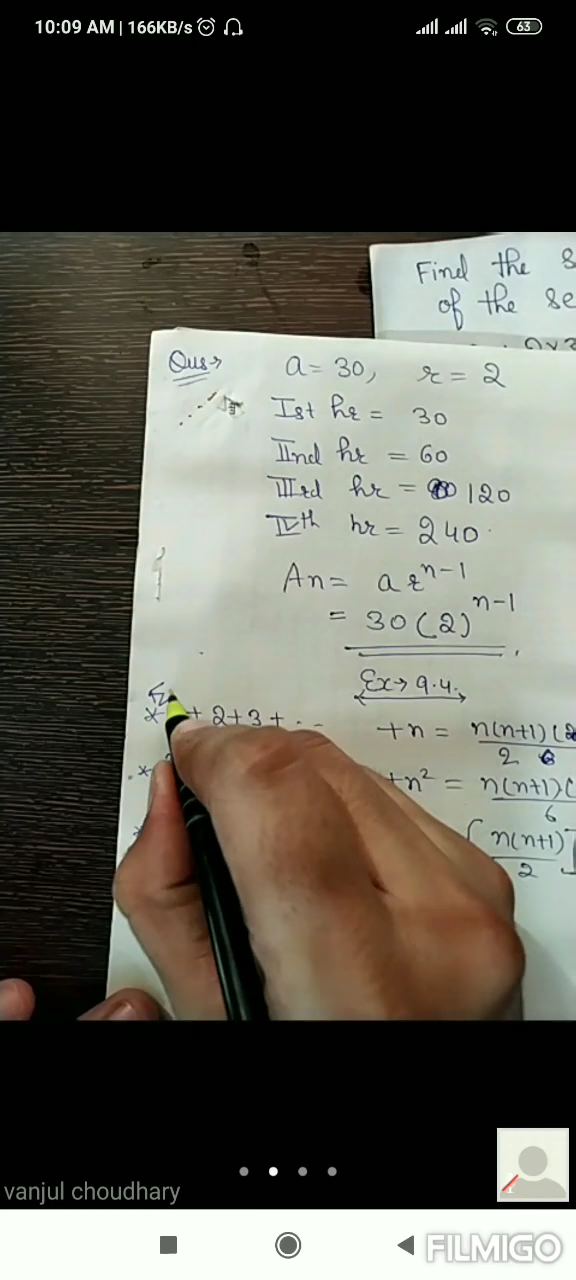 10:09 AM | 166KB/s
63
Find the S
of the se
Qus→ a = 30, r = 2
Ist hr = 30
IInd hr = 60
IIIrd hr = 120
IVth hr = 240
An = a r^{n-1}
= 30 (2)^{n-1}
Ex→ 9.4.
* + 2 + 3 + ... + n = n(n+1)(2 / 2 6
* + n² = n(n+1)( / 6
[ n(n+1) / 2 ]
vanjul choudhary
FILMIGO